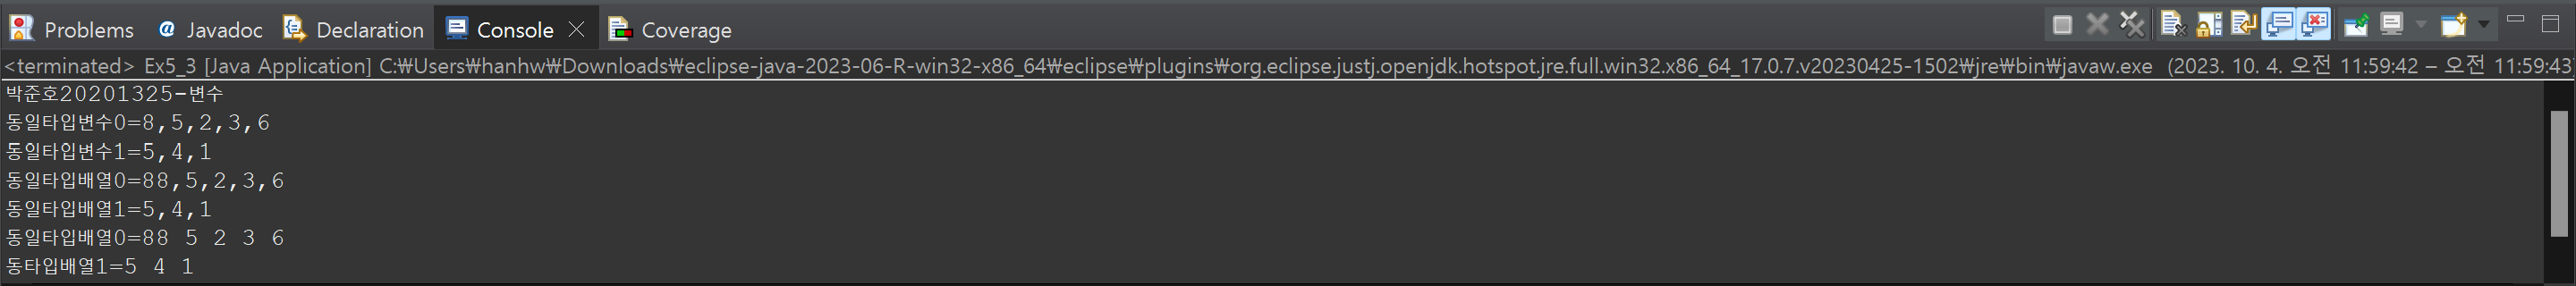 Problems @ Javadoc Declaration Console Coverage
<terminated> Ex5_3 [Java Application] C:₩Users₩hanhw₩Downloads₩eclipse-java-2023-06-R-win32-x86_64₩eclipse₩plugins₩org.eclipse.justj.openjdk.hotspot.jre.full.win32.x86_64_17.0.7.v20230425-1502₩jre₩bin₩javaw.exe (2023. 10. 4. 오전 11:59:42 – 오전 11:59:43)
박준호20201325-변수
동일타입변수0=8,5,2,3,6
동일타입변수1=5,4,1
동일타입배열0=88,5,2,3,6
동일타입배열1=5,4,1
동일타입배열0=88 5 2 3 6
동타입배열1=5 4 1